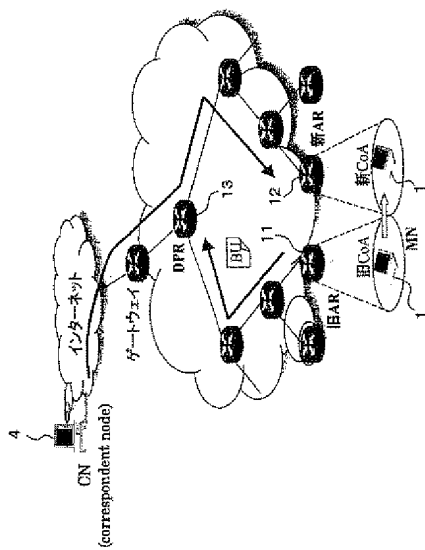 4
CN
(correspondent node)
インターネット
ゲートウェイ
DPR
13
BU
11
12
旧AR
新AR
旧CoA
新CoA
MN
1
1